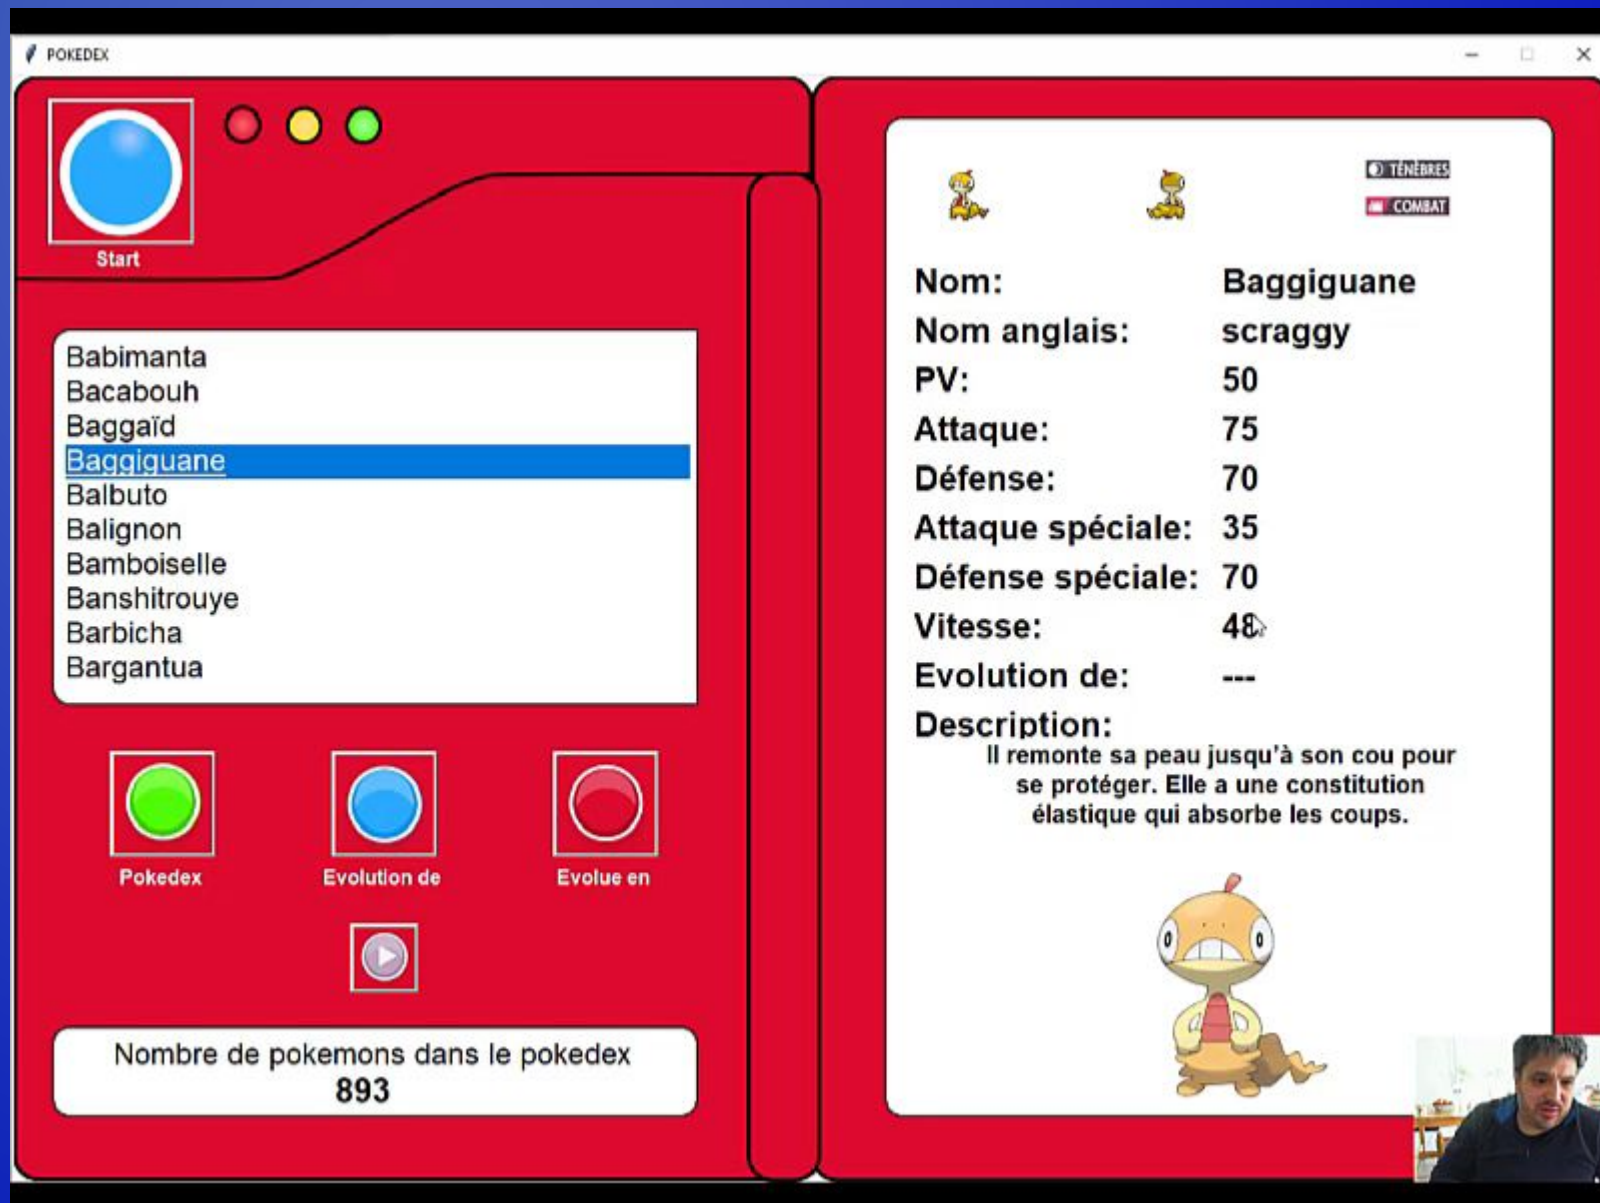 POKEDEX
Start
Babimanta
Bacabouh
Baggaïd
Baggiguane
Balbuto
Balignon
Bamboiselle
Banshitrouye
Barbicha
Bargantua
Pokedex
Evolution de
Evolue en
Nombre de pokemons dans le pokedex
893
TÉNÈBRES
COMBAT
Nom: Baggiguane
Nom anglais: scraggy
PV: 50
Attaque: 75
Défense: 70
Attaque spéciale: 35
Défense spéciale: 70
Vitesse: 48
Evolution de: ---
Description:
Il remonte sa peau jusqu'à son cou pour
se protéger. Elle a une constitution
élastique qui absorbe les coups.